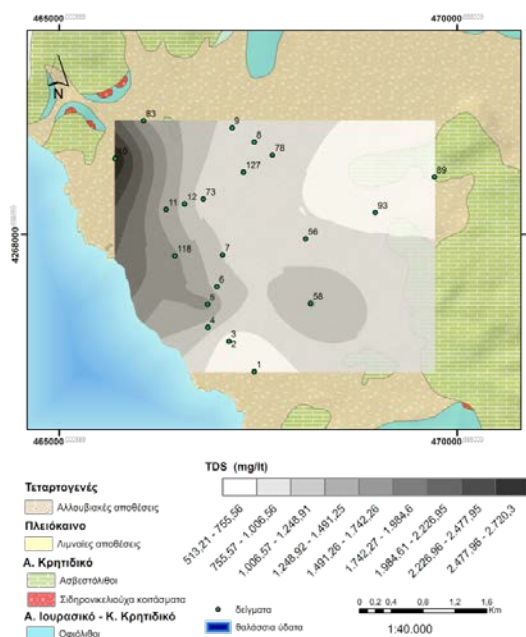 465000
470000
N
83
9
8
78
127
89
73
12
11
93
4268000
56
118
7
6
5
58
4
3
2
1
465000
470000
Τεταρτογενές
Αλλουβιακές αποθέσεις
Πλειόκαινο
Λιμναίες αποθέσεις
Α. Κρητιδικό
Ασβεστόλιθοι
Σιδηρονικελιούχα κοιτάσματα
Α. Ιουρασικό - Κ. Κρητιδικό
Οφιόλιθοι
TDS (mg/lt)
513,21 - 755,56
755,57 - 1.006,56
1.006,57 - 1.248,91
1.248,92 - 1.491,25
1.491,26 - 1.742,26
1.742,27 - 1.984,6
1.984,61 - 2.226,95
2.226,96 - 2.477,95
2.477,96 - 2.720,3
δείγματα
θαλάσσια ύδατα
0 0.2 0.4 0.8 1.2 1.6
Km
1:40.000